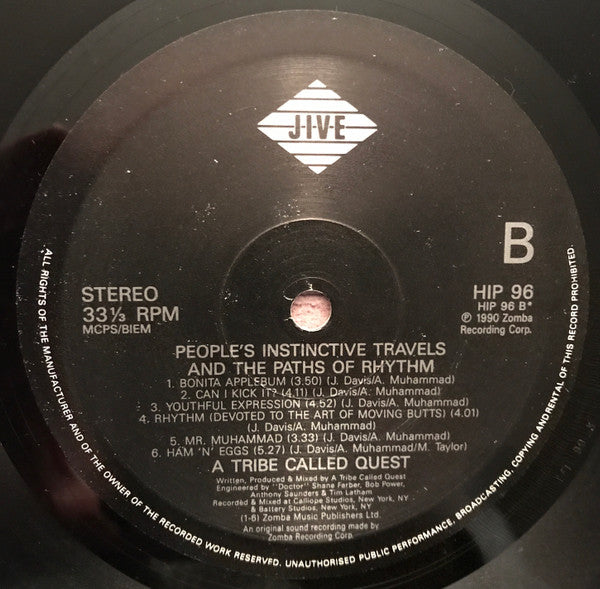 J·I·V·E
B
STEREO
33⅓ RPM
MCPS/BIEM
HIP 96
HIP 96 B*
℗ 1990 Zomba
Recording Corp.
PEOPLE'S INSTINCTIVE TRAVELS
AND THE PATHS OF RHYTHM
1. BONITA APPLEBUM (3:50) (J. Davis/A. Muhammad)
2. CAN I KICK IT? (4.11) (J. Davis/A. Muhammad)
3. YOUTHFUL EXPRESSION (4:52) (J. Davis/A. Muhammad)
4. RHYTHM (DEVOTED TO THE ART OF MOVING BUTTS) (4.01)
(J. Davis/A. Muhammad)
5. MR. MUHAMMAD (3.33) (J. Davis/A. Muhammad)
6. HAM 'N' EGGS (5.27) (J. Davis/A. Muhammad/M. Taylor)
A TRIBE CALLED QUEST
Written, Produced & Mixed by A Tribe Called Quest
Engineered by "Doctor" Shane Farber, Bob Power,
Anthony Saunders & Tim Latham
Recorded & Mixed at Calliope Studios, New York, NY
& Battery Studios, New York, NY
(1-6) Zomba Music Publishers Ltd.
An original sound recording made by
Zomba Recording Corp.
ALL RIGHTS OF THE MANUFACTURER AND OF THE OWNER OF THE RECORDED WORK RESERVED. UNAUTHORISED PUBLIC PERFORMANCE, BROADCASTING, COPYING AND RENTAL OF THIS RECORD PROHIBITED.